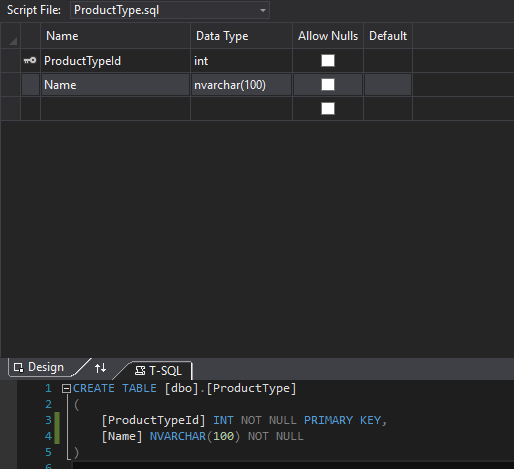 Script File: ProductType.sql
Name Data Type Allow Nulls Default
ProductTypeId int
Name nvarchar(100)
Design T-SQL
1 CREATE TABLE [dbo].[ProductType]
2 (
3 [ProductTypeId] INT NOT NULL PRIMARY KEY,
4 [Name] NVARCHAR(100) NOT NULL
5 )
6